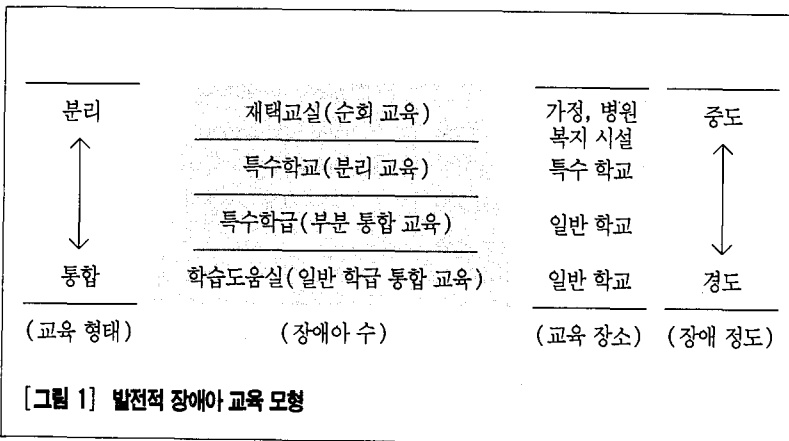 분리 재택교실(순회 교육) 가정, 병원 복지 시설 중도
특수학교(분리 교육) 특수 학교
특수학급(부분 통합 교육) 일반 학교
통합 학습도움실(일반 학급 통합 교육) 일반 학교 경도
(교육 형태) (장애아 수) (교육 장소) (장애 정도)
[그림 1] 발전적 장애아 교육 모형